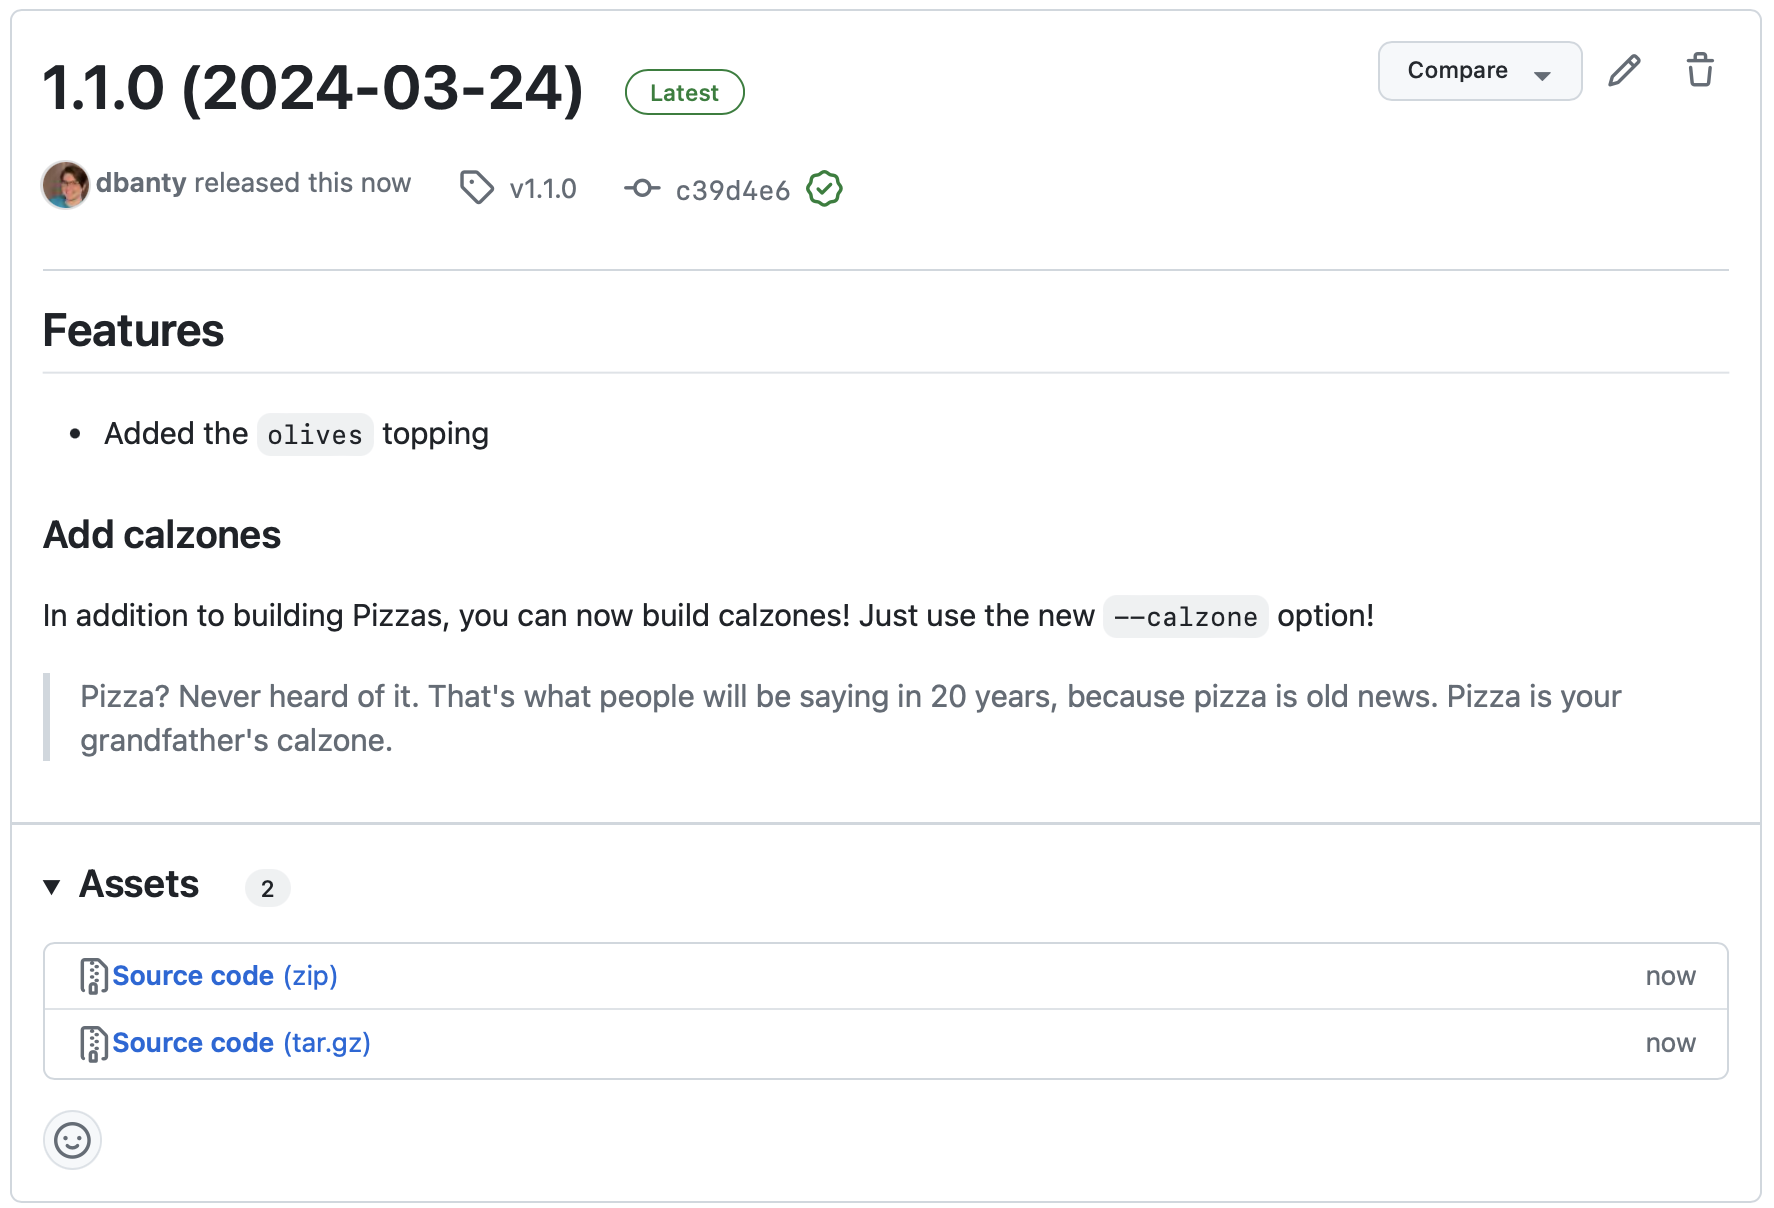 1.1.0 (2024-03-24) Latest Compare
dbanty released this now v1.1.0 c39d4e6
Features
• Added the olives topping
Add calzones
In addition to building Pizzas, you can now build calzones! Just use the new --calzone option!
Pizza? Never heard of it. That's what people will be saying in 20 years, because pizza is old news. Pizza is your
grandfather's calzone.
Assets 2
Source code (zip) now
Source code (tar.gz) now